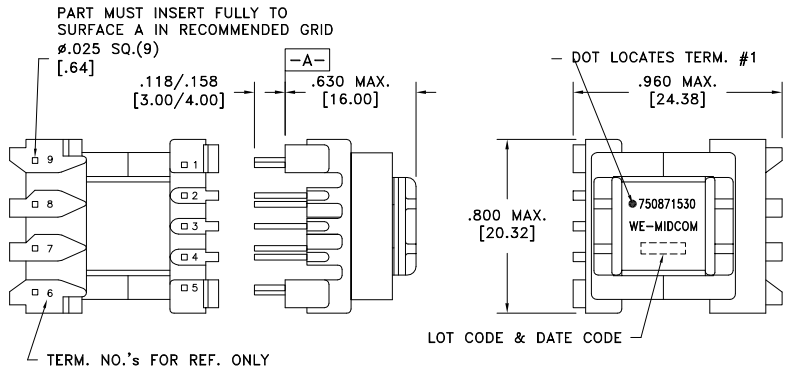 PART MUST INSERT FULLY TO
SURFACE A IN RECOMMENDED GRID
ø.025 SQ.(9)
[.64]
-A-
.118/.158
[3.00/4.00]
.630 MAX.
[16.00]
DOT LOCATES TERM. #1
.960 MAX.
[24.38]
9
1
8
2
3
7
4
6
5
.800 MAX.
[20.32]
750871530
WE-MIDCOM
LOT CODE & DATE CODE
TERM. NO.'s FOR REF. ONLY